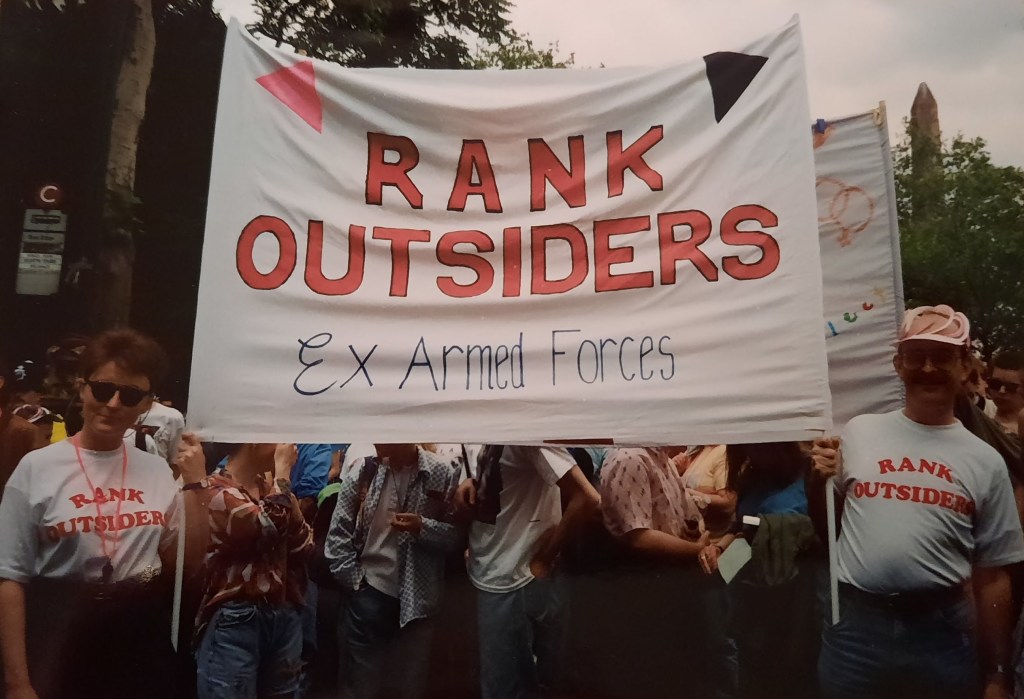 RANK
OUTSIDERS
Ex Armed Forces
C
RANK
OUTSIDERS
RANK
OUTSIDERS